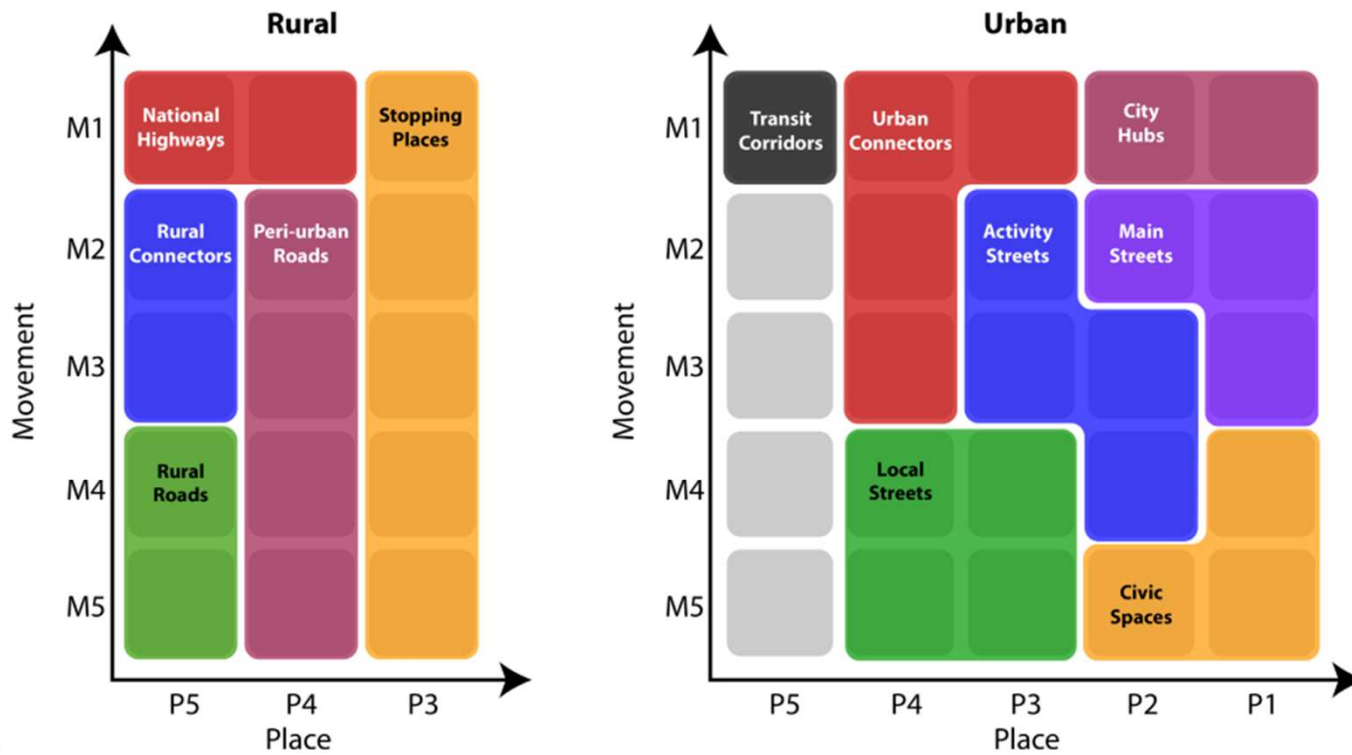 Rural
Movement
M1
M2
M3
M4
M5
National
Highways
Stopping
Places
Rural
Connectors
Peri-urban
Roads
Rural
Roads
P5 P4 P3
Place
Urban
Movement
M1
M2
M3
M4
M5
Transit
Corridors
Urban
Connectors
City
Hubs
Activity
Streets
Main
Streets
Local
Streets
Civic
Spaces
P5 P4 P3 P2 P1
Place